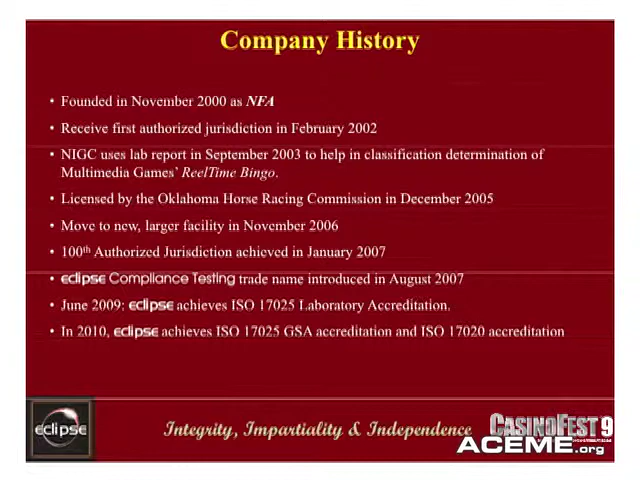 Company History
• Founded in November 2000 as NFA
• Receive first authorized jurisdiction in February 2002
• NIGC uses lab report in September 2003 to help in classification determination of
Multimedia Games' ReelTime Bingo.
• Licensed by the Oklahoma Horse Racing Commission in December 2005
• Move to new, larger facility in November 2006
• 100th Authorized Jurisdiction achieved in January 2007
• eclipse Compliance Testing trade name introduced in August 2007
• June 2009: eclipse achieves ISO 17025 Laboratory Accreditation.
• In 2010, eclipse achieves ISO 17025 GSA accreditation and ISO 17020 accreditation
eclipse
Integrity, Impartiality & Independence
CASINOFEST 9
ACEME.org